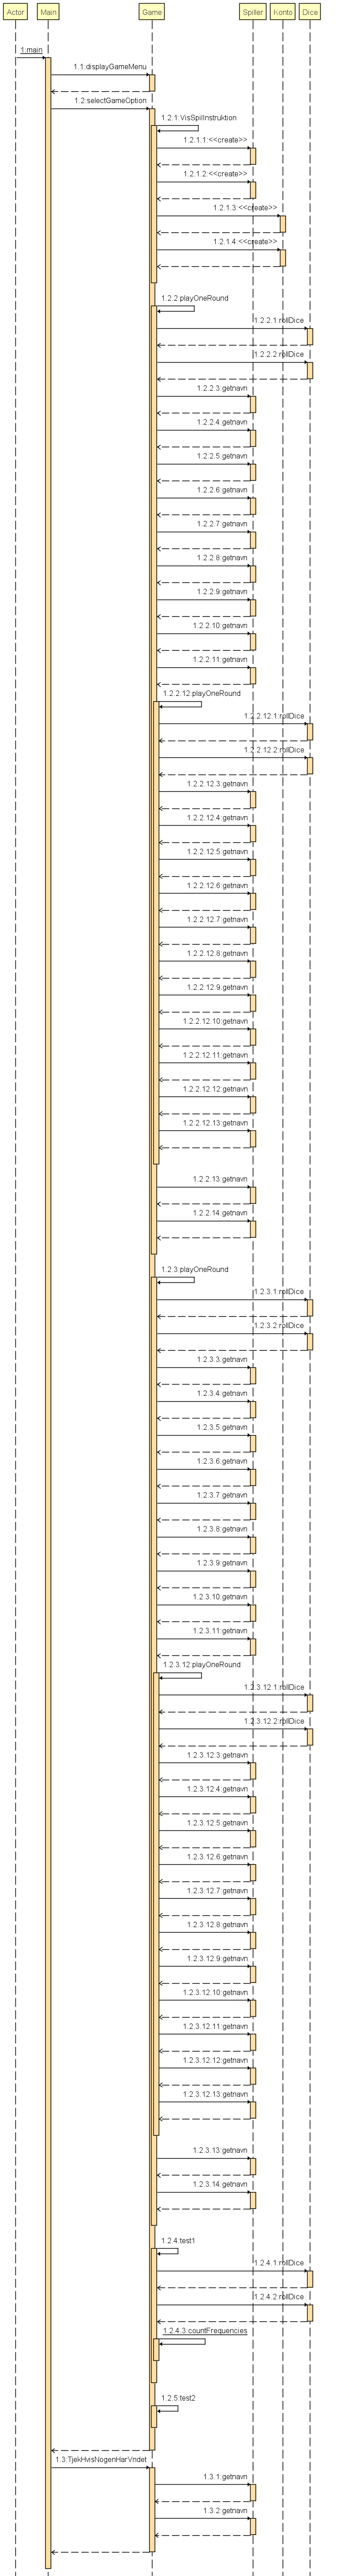 Actor Main Game Spiller Konto Dice
1:main
1.1:displayGameMenu
1.2:selectGameOption
1.2.1:VisSpilInstruktion
1.2.1.1:<<create>>
1.2.1.2:<<create>>
1.2.1.3:<<create>>
1.2.1.4:<<create>>
1.2.2:playOneRound
1.2.2.1:rollDice
1.2.2.2:rollDice
1.2.2.3:getnavn
1.2.2.4:getnavn
1.2.2.5:getnavn
1.2.2.6:getnavn
1.2.2.7:getnavn
1.2.2.8:getnavn
1.2.2.9:getnavn
1.2.2.10:getnavn
1.2.2.11:getnavn
1.2.2.12:playOneRound
1.2.2.12.1:rollDice
1.2.2.12.2:rollDice
1.2.2.12.3:getnavn
1.2.2.12.4:getnavn
1.2.2.12.5:getnavn
1.2.2.12.6:getnavn
1.2.2.12.7:getnavn
1.2.2.12.8:getnavn
1.2.2.12.9:getnavn
1.2.2.12.10:getnavn
1.2.2.12.11:getnavn
1.2.2.12.12:getnavn
1.2.2.12.13:getnavn
1.2.2.13:getnavn
1.2.2.14:getnavn
1.2.3:playOneRound
1.2.3.1:rollDice
1.2.3.2:rollDice
1.2.3.3:getnavn
1.2.3.4:getnavn
1.2.3.5:getnavn
1.2.3.6:getnavn
1.2.3.7:getnavn
1.2.3.8:getnavn
1.2.3.9:getnavn
1.2.3.10:getnavn
1.2.3.11:getnavn
1.2.3.12:playOneRound
1.2.3.12.1:rollDice
1.2.3.12.2:rollDice
1.2.3.12.3:getnavn
1.2.3.12.4:getnavn
1.2.3.12.5:getnavn
1.2.3.12.6:getnavn
1.2.3.12.7:getnavn
1.2.3.12.8:getnavn
1.2.3.12.9:getnavn
1.2.3.12.10:getnavn
1.2.3.12.11:getnavn
1.2.3.12.12:getnavn
1.2.3.12.13:getnavn
1.2.3.13:getnavn
1.2.3.14:getnavn
1.2.4:test1
1.2.4.1:rollDice
1.2.4.2:rollDice
1.2.4.3:countFrequencies
1.2.5:test2
1.3:TjekHvisNogenHarVndet
1.3.1:getnavn
1.3.2:getnavn